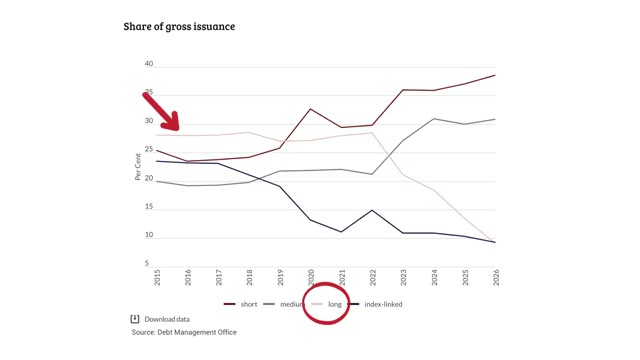 Share of gross issuance
40
35
30
25
20
15
10
5
Per Cent
2015 2016 2017 2018 2019 2020 2021 2022 2023 2024 2025 2026
short medium long index-linked
Download data
Source: Debt Management Office